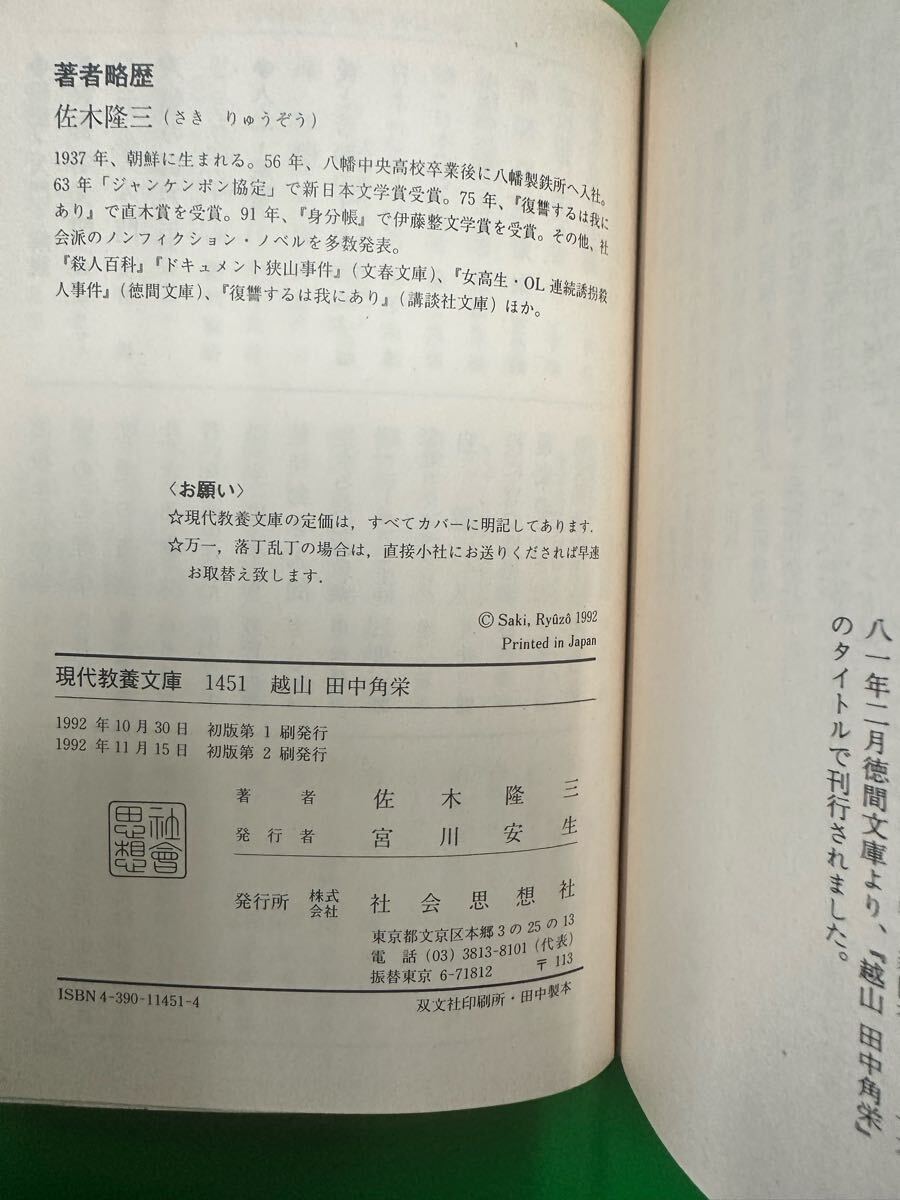 著者略歴
佐木隆三(さき りゅうぞう)
1937年、朝鮮に生まれる。56年、八幡中央高校卒業後に八幡製鉄所へ入社。
63年「ジャンケンポン協定」で新日本文学賞受賞。75年、『復讐するは我に
あり』で直木賞を受賞。91年、『身分帳』で伊藤整文学賞を受賞。その他、社
会派のノンフィクション・ノベルを多数発表。
『殺人百科』『ドキュメント狭山事件』(文春文庫)、『女高生・OL連続誘拐殺
人事件』(徳間文庫)、『復讐するは我にあり』(講談社文庫)ほか。
〈お願い〉
☆現代教養文庫の定価は,すべてカバーに明記してあります.
☆万一,落丁乱丁の場合は,直接小社にお送りくだされば早速
お取替え致します.
© Saki, Ryûzô 1992
Printed in Japan
現代教養文庫 1451 越山 田中角栄
1992年10月30日 初版第1刷発行
1992年11月15日 初版第2刷発行
著者 佐木隆三
発行者 宮川安生
社會思想
発行所 株式会社 社会思想社
東京都文京区本郷3の25の13
電話 (03) 3813-8101 (代表)
振替東京 6-71812 〒113
ISBN4-390-11451-4
双文社印刷所・田中製本
八一年二月徳間文庫より、『越山 田中角栄』
のタイトルで刊行されました。